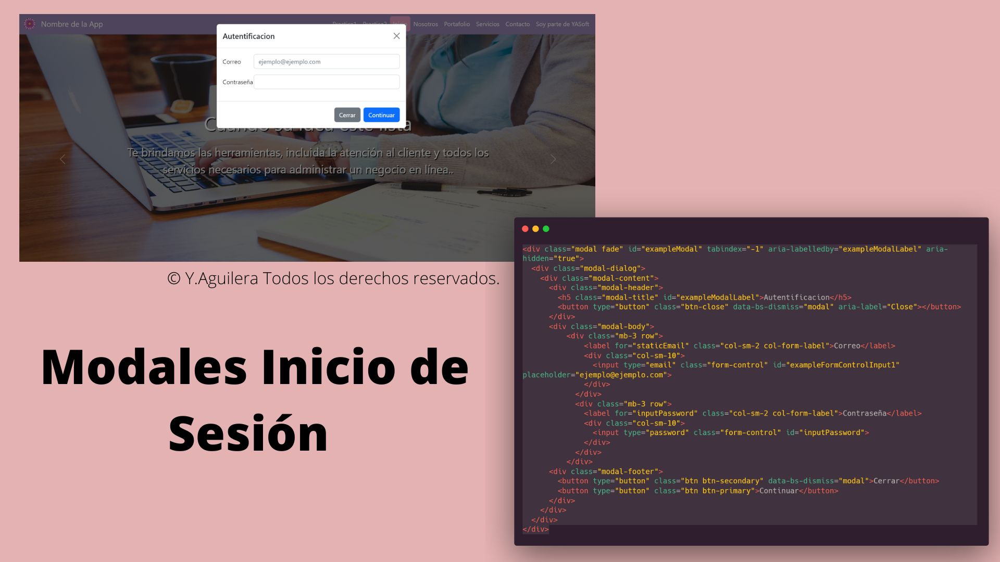 Nombre de la App
Practica1 Practica2 Inicio Nosotros Portafolio Servicios Contacto Soy parte de YASoft
Autentificacion
Correo ejemplo@ejemplo.com
Contraseña
Cerrar Continuar
Cuando su idea este lista
Te brindamos las herramientas, incluida la atención al cliente y todos los
servicios necesarios para administrar un negocio en línea..
© Y.Aguilera Todos los derechos reservados.
Modales Inicio de
Sesión
<div class="modal fade" id="exampleModal" tabindex="-1" aria-labelledby="exampleModalLabel" aria-
hidden="true">
<div class="modal-dialog">
<div class="modal-content">
<div class="modal-header">
<h5 class="modal-title" id="exampleModalLabel">Autentificacion</h5>
<button type="button" class="btn-close" data-bs-dismiss="modal" aria-label="Close"></button>
</div>
<div class="modal-body">
<div class="mb-3 row">
<label for="staticEmail" class="col-sm-2 col-form-label">Correo</label>
<div class="col-sm-10">
<input type="email" class="form-control" id="exampleFormControlInput1"
placeholder="ejemplo@ejemplo.com">
</div>
</div>
<div class="mb-3 row">
<label for="inputPassword" class="col-sm-2 col-form-label">Contraseña</label>
<div class="col-sm-10">
<input type="password" class="form-control" id="inputPassword">
</div>
</div>
</div>
<div class="modal-footer">
<button type="button" class="btn btn-secondary" data-bs-dismiss="modal">Cerrar</button>
<button type="button" class="btn btn-primary">Continuar</button>
</div>
</div>
</div>
</div>